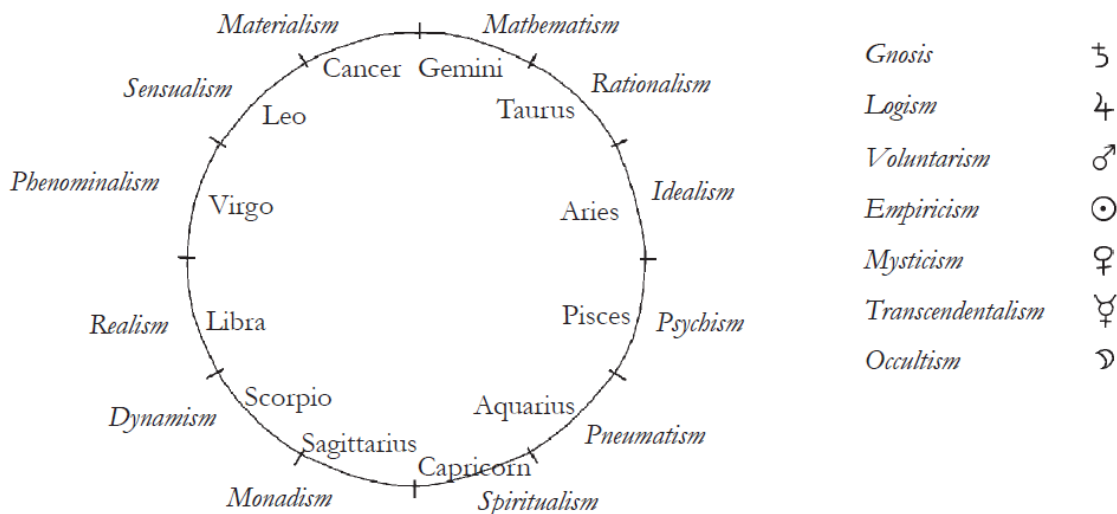 Materialism
Mathematism
Cancer
Gemini
Sensualism
Rationalism
Leo
Taurus
Phenominalism
Idealism
Virgo
Aries
Realism
Libra
Pisces
Psychism
Dynamism
Scorpio
Aquarius
Pneumatism
Sagittarius
Capricorn
Monadism
Spiritualism
Gnosis ♄
Logism ♃
Voluntarism ♂
Empiricism ☉
Mysticism ♀
Transcendentalism ☿
Occultism ☽